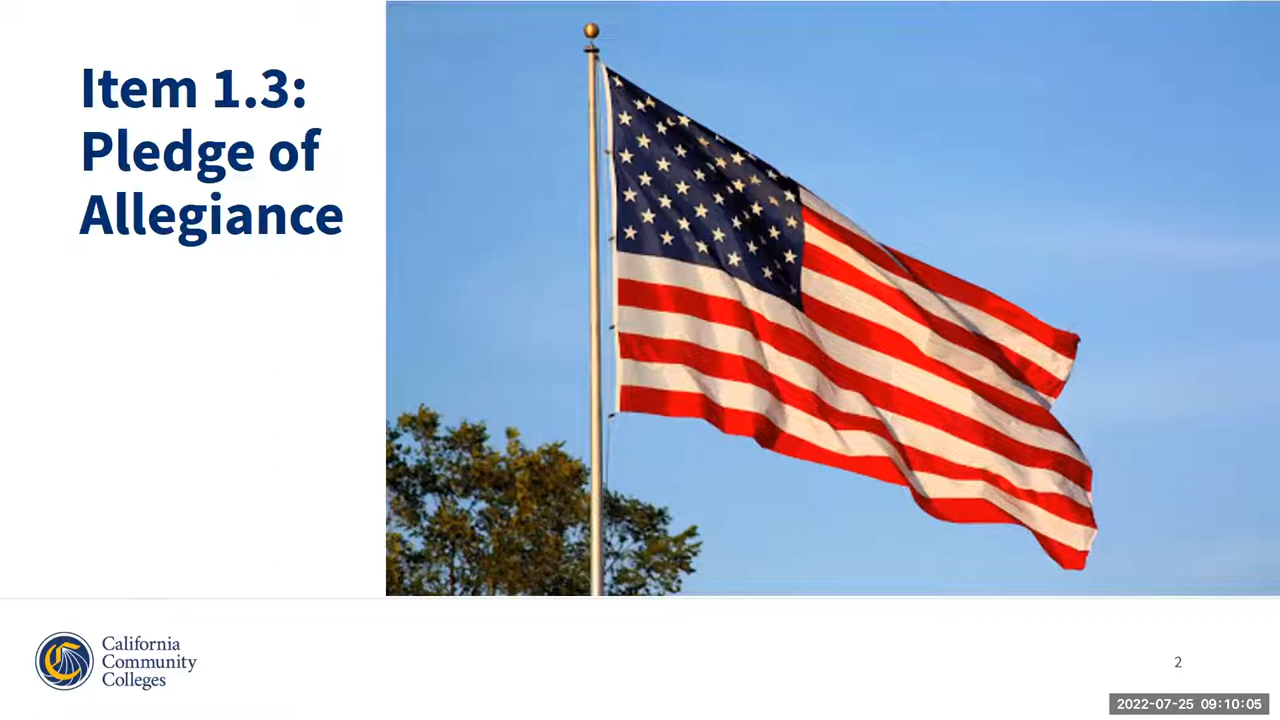 Item 1.3:
Pledge of
Allegiance
California
Community
Colleges
2
2022-07-25 09:10:05